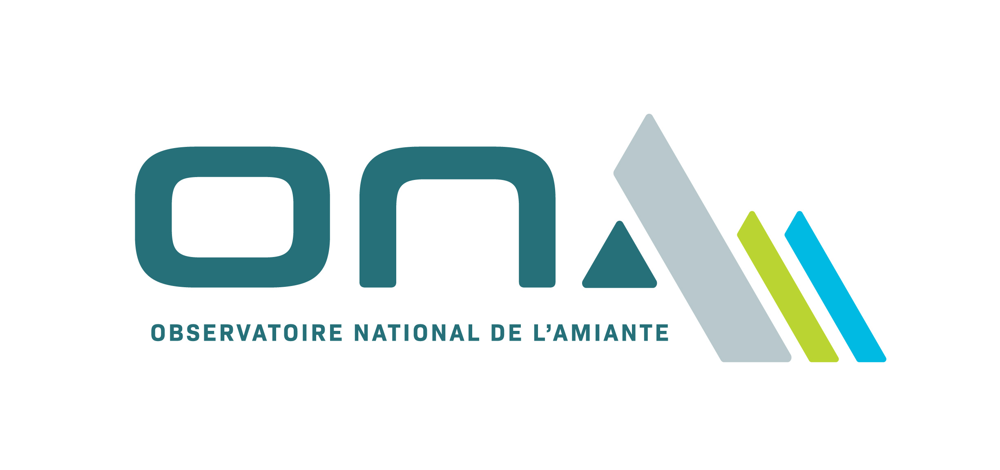 ONA
OBSERVATOIRE NATIONAL DE L’AMIANTE